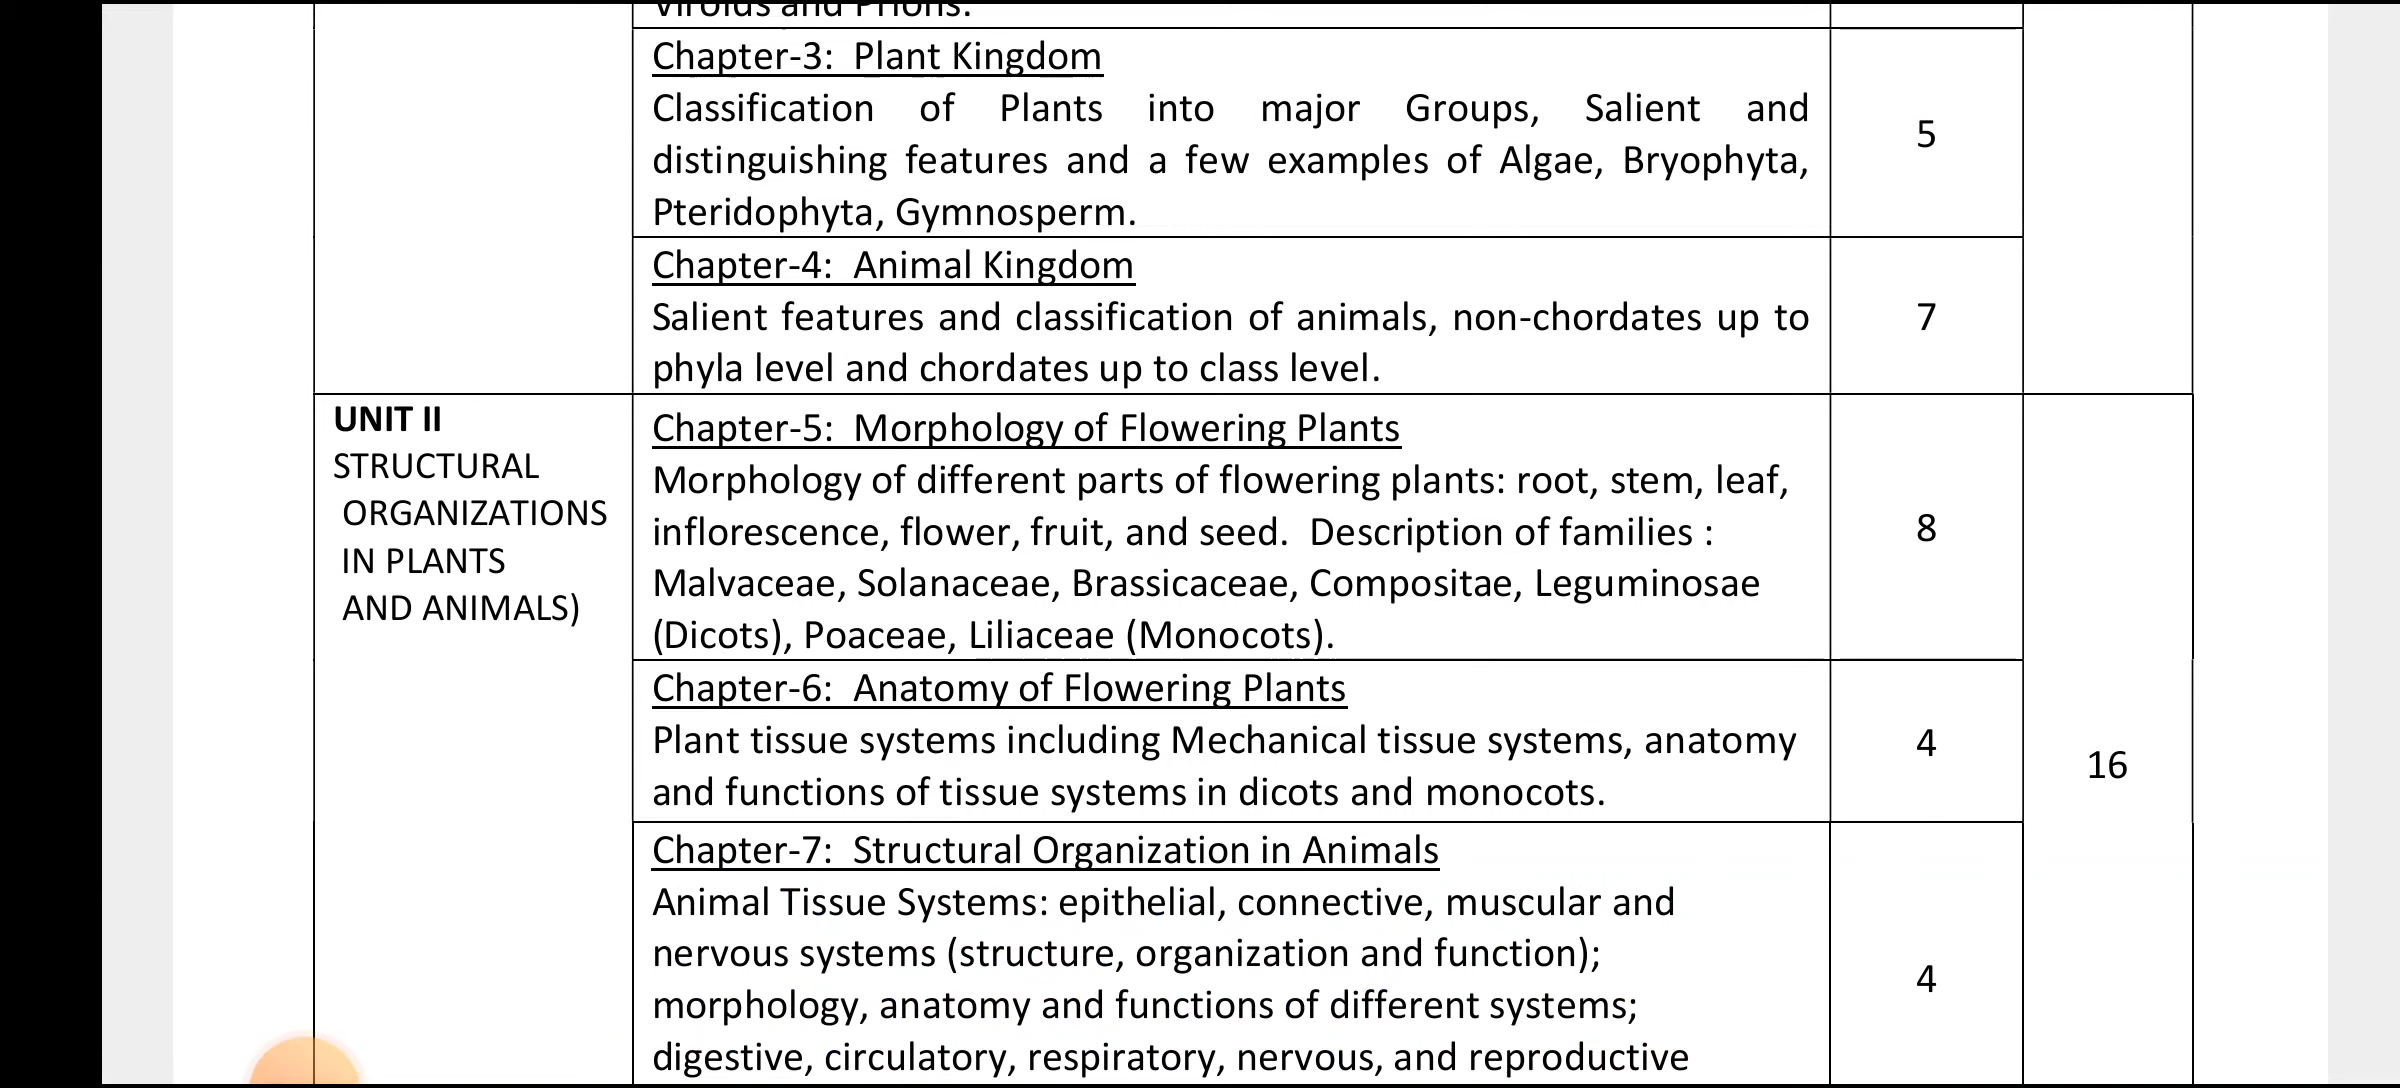 Viroids and Prions.
Chapter-3: Plant Kingdom
Classification of Plants into major Groups, Salient and
distinguishing features and a few examples of Algae, Bryophyta,
Pteridophyta, Gymnosperm.
5
Chapter-4: Animal Kingdom
Salient features and classification of animals, non-chordates up to
phyla level and chordates up to class level.
7
UNIT II
STRUCTURAL
ORGANIZATIONS
IN PLANTS
AND ANIMALS)
Chapter-5: Morphology of Flowering Plants
Morphology of different parts of flowering plants: root, stem, leaf,
inflorescence, flower, fruit, and seed. Description of families :
Malvaceae, Solanaceae, Brassicaceae, Compositae, Leguminosae
(Dicots), Poaceae, Liliaceae (Monocots).
8
Chapter-6: Anatomy of Flowering Plants
Plant tissue systems including Mechanical tissue systems, anatomy
and functions of tissue systems in dicots and monocots.
4
16
Chapter-7: Structural Organization in Animals
Animal Tissue Systems: epithelial, connective, muscular and
nervous systems (structure, organization and function);
morphology, anatomy and functions of different systems;
digestive, circulatory, respiratory, nervous, and reproductive
4